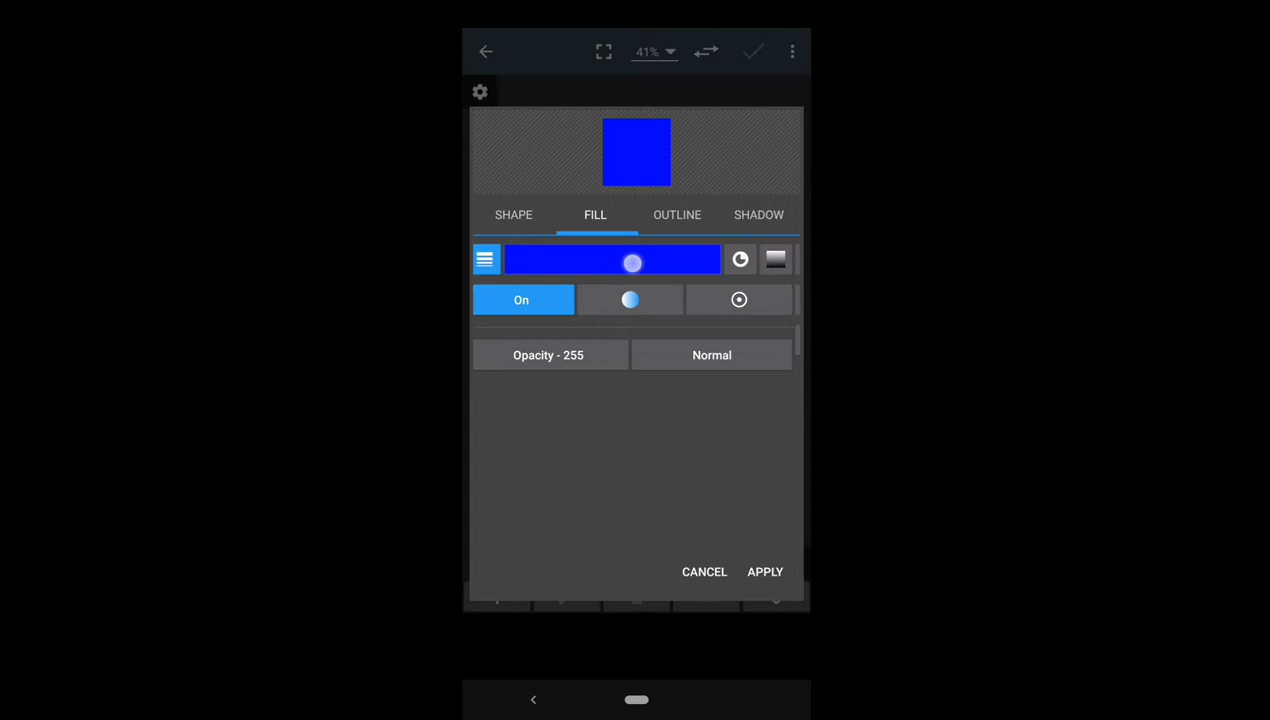 41%
SHAPE FILL OUTLINE SHADOW
On
Opacity - 255 Normal
CANCEL APPLY